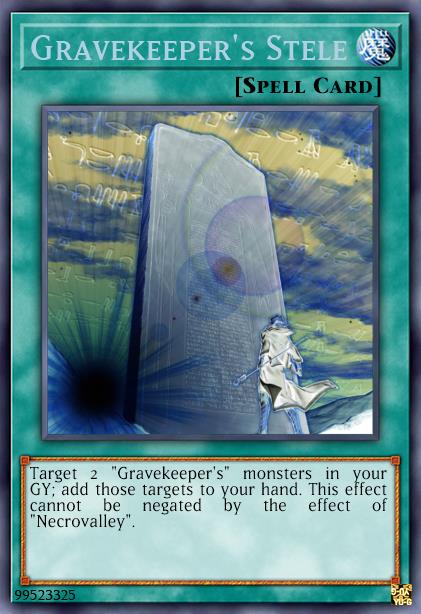 GRAVEKEEPER'S STELE 魔
[SPELL CARD]
Target 2 "Gravekeeper's" monsters in your
GY; add those targets to your hand. This effect
cannot be negated by the effect of
"Necrovalley".
99523325